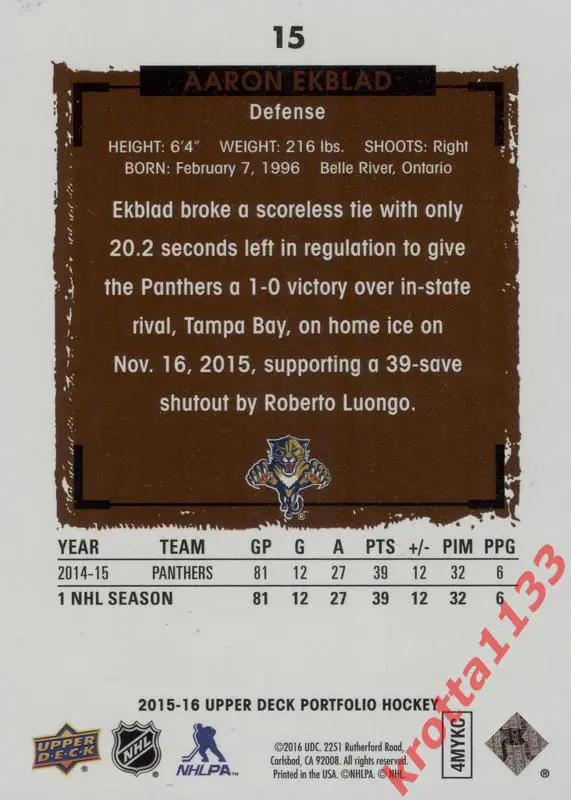 15
AARON EKBLAD
Defense
HEIGHT: 6'4" WEIGHT: 216 lbs. SHOOTS: Right
BORN: February 7, 1996 Belle River, Ontario
Ekblad broke a scoreless tie with only
20.2 seconds left in regulation to give
the Panthers a 1-0 victory over in-state
rival, Tampa Bay, on home ice on
Nov. 16, 2015, supporting a 39-save
shutout by Roberto Luongo.
®
YEAR TEAM GP G A PTS +/- PIM PPG
2014-15 PANTHERS 81 12 27 39 12 32 6
1 NHL SEASON 81 12 27 39 12 32 6
2015-16 UPPER DECK PORTFOLIO HOCKEY
UPPER DECK ®
NHL ®
NHLPA™
©2016 UDC. 2251 Rutherford Road,
Carlsbad, CA 92008. All rights reserved.
Printed in the USA. ©NHLPA. © NHL.
4MYKC
®
krotta1133